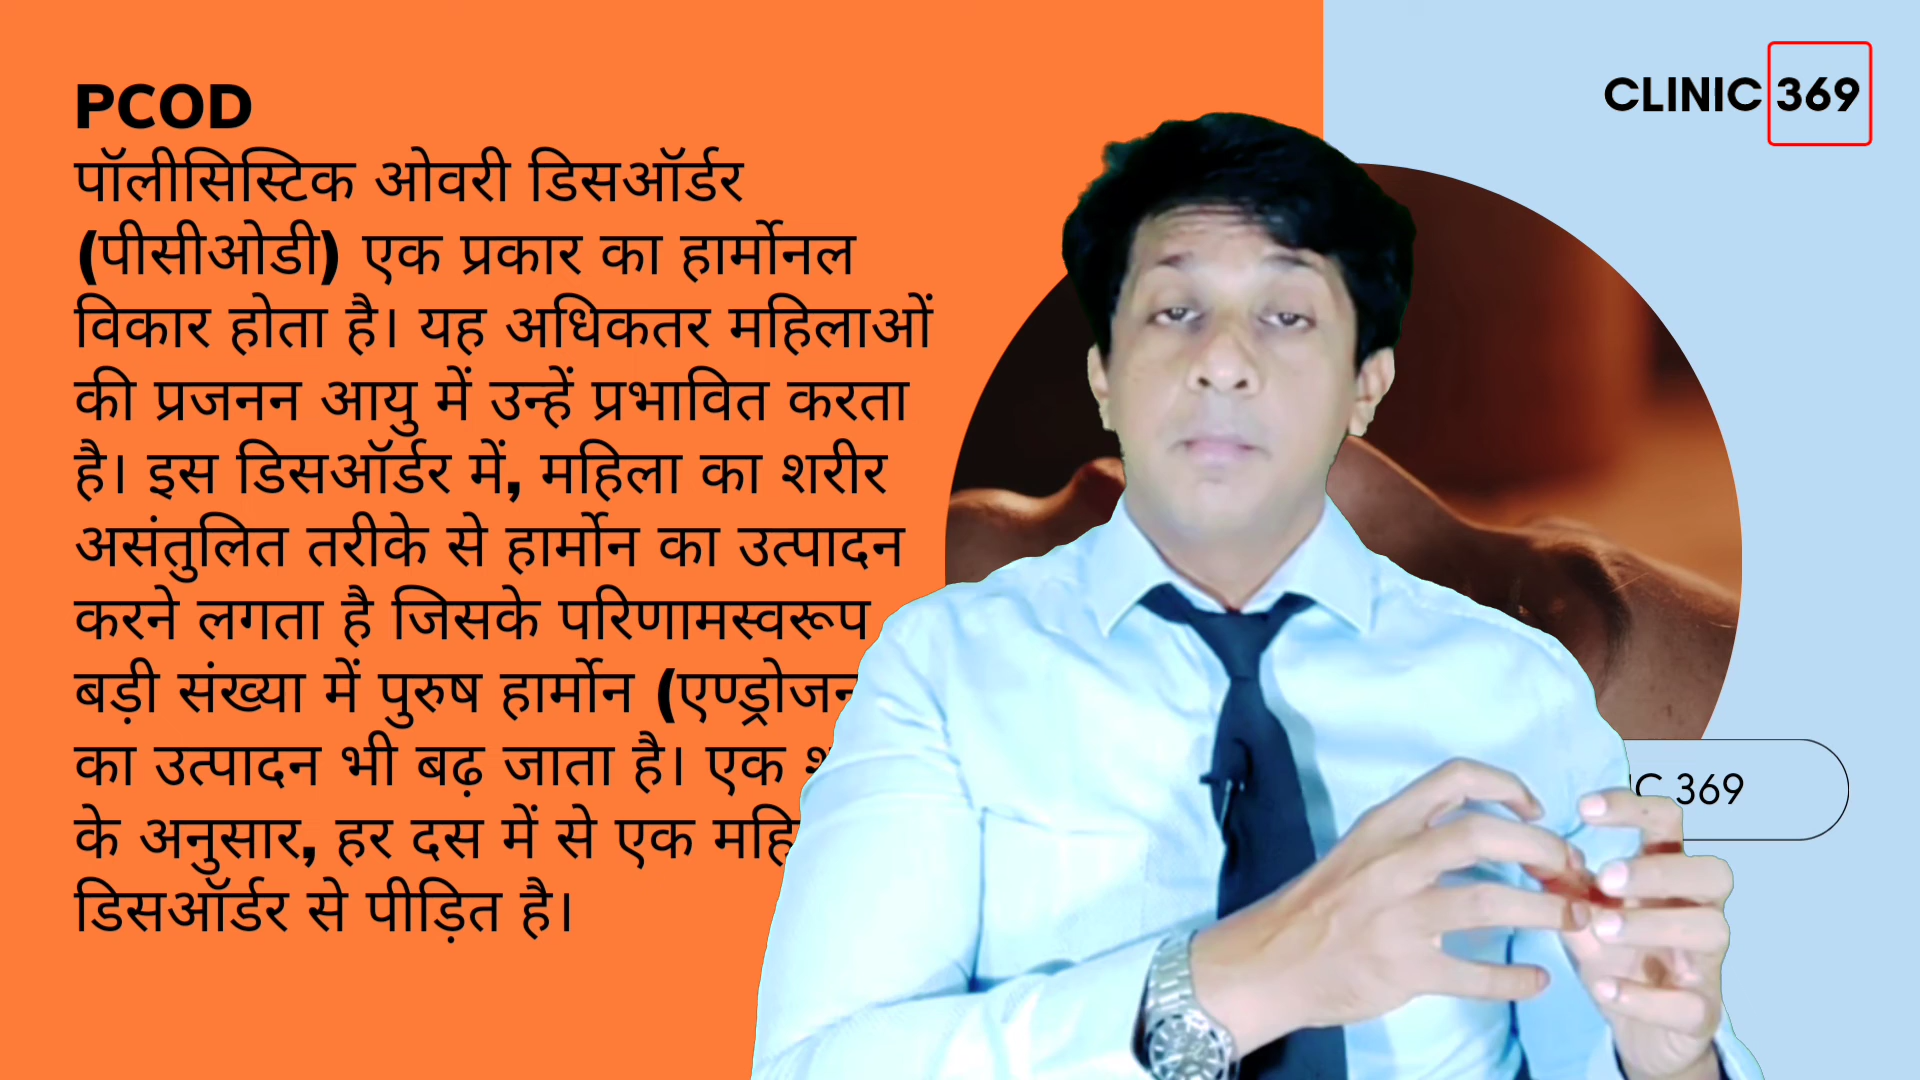 PCOD
पॉलीसिस्टिक ओवरी डिसऑर्डर
(पीसीओडी) एक प्रकार का हार्मोनल
विकार होता है। यह अधिकतर महिलाओं
की प्रजनन आयु में उन्हें प्रभावित करता
है। इस डिसऑर्डर में, महिला का शरीर
असंतुलित तरीके से हार्मोन का उत्पादन
करने लगता है जिसके परिणामस्वरूप
बड़ी संख्या में पुरुष हार्मोन (एण्ड्रोजन
का उत्पादन भी बढ़ जाता है। एक
के अनुसार, हर दस में से एक
डिसऑर्डर से पीड़ित है।
CLINIC 369
369